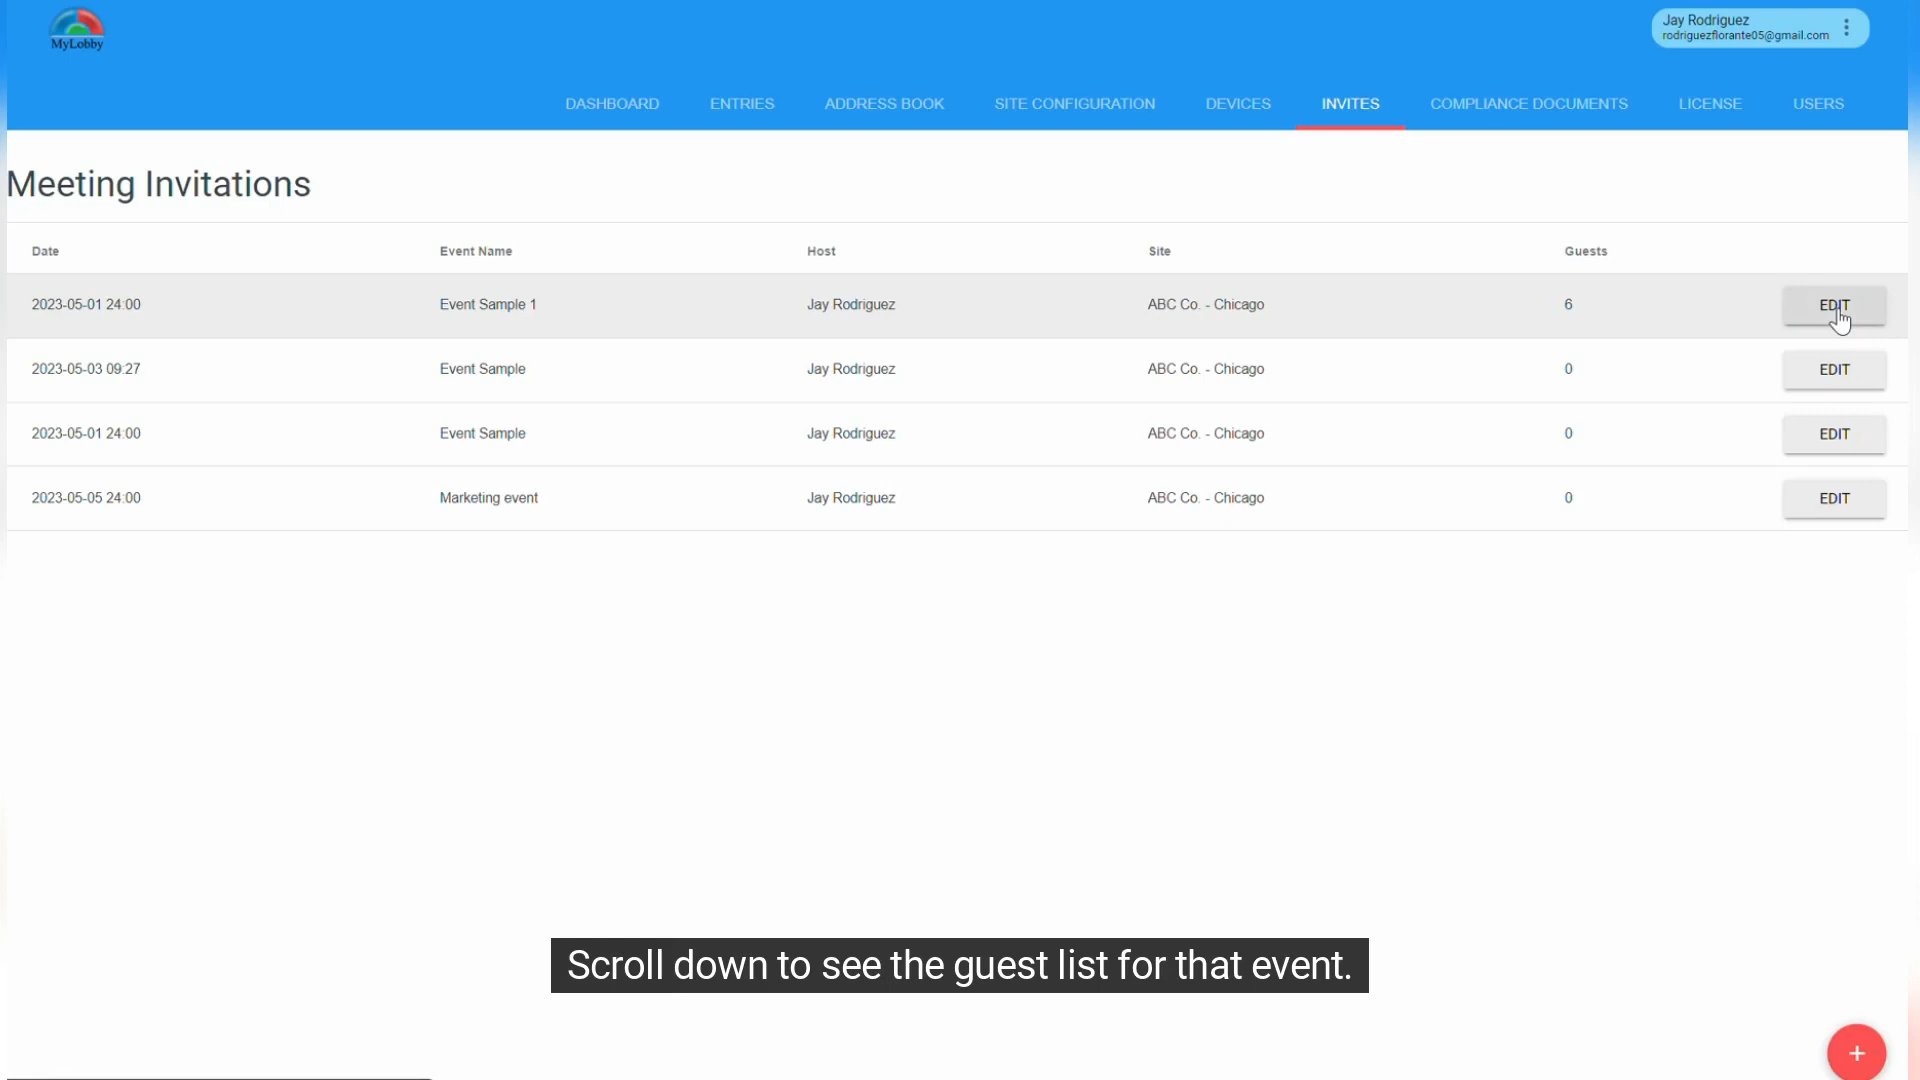 MyLobby
Jay Rodriguez
rodriguezflorante05@gmail.com
DASHBOARD ENTRIES ADDRESS BOOK SITE CONFIGURATION DEVICES INVITES COMPLIANCE DOCUMENTS LICENSE USERS
Meeting Invitations
Date Event Name Host Site Guests
2023-05-01 24:00 Event Sample 1 Jay Rodriguez ABC Co. - Chicago 6 EDIT
2023-05-03 09:27 Event Sample Jay Rodriguez ABC Co. - Chicago 0 EDIT
2023-05-01 24:00 Event Sample Jay Rodriguez ABC Co. - Chicago 0 EDIT
2023-05-05 24:00 Marketing event Jay Rodriguez ABC Co. - Chicago 0 EDIT
Scroll down to see the guest list for that event.
+